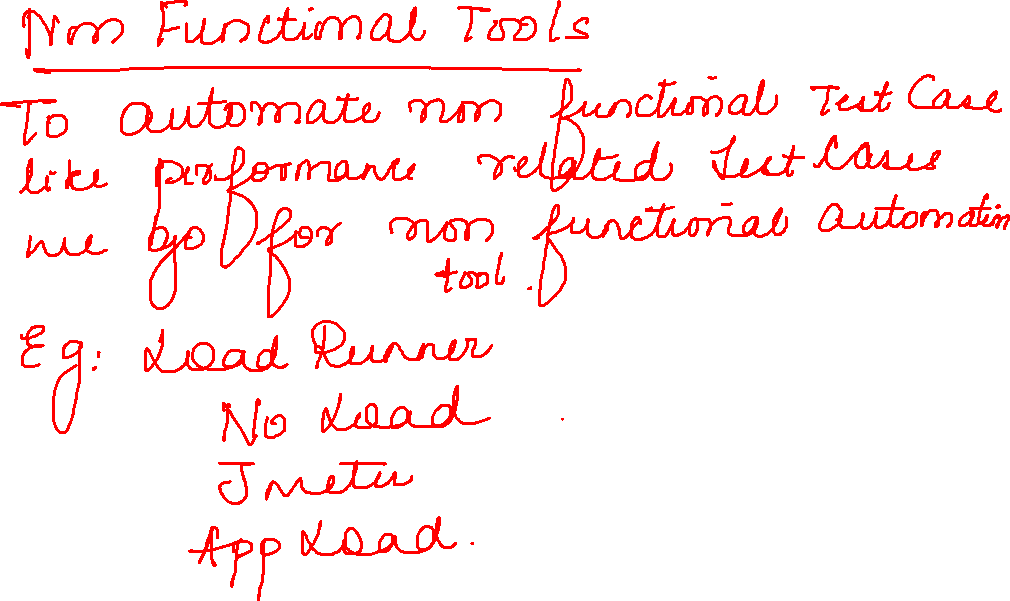 Non Functional Tools
To automate non functional Test Case
like performance related Test Cases
we go for non functional automation
tool.
Eg: Load Runner
No Load
Jmeter
App Load.